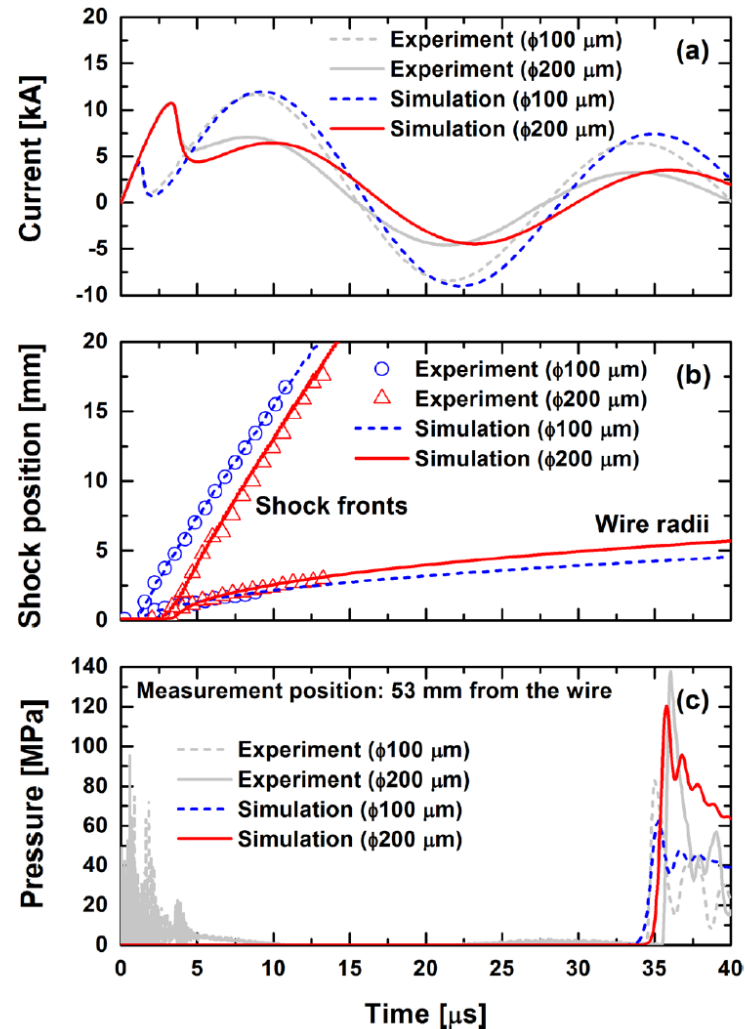 (a)
Experiment (ϕ100 μm)
Experiment (ϕ200 μm)
Simulation (ϕ100 μm)
Simulation (ϕ200 μm)
Current [kA]
20
15
10
5
0
-5
-10
(b)
Experiment (ϕ100 μm)
Experiment (ϕ200 μm)
Simulation (ϕ100 μm)
Simulation (ϕ200 μm)
Shock fronts
Wire radii
Shock position [mm]
20
15
10
5
0
Measurement position: 53 mm from the wire
(c)
Experiment (ϕ100 μm)
Experiment (ϕ200 μm)
Simulation (ϕ100 μm)
Simulation (ϕ200 μm)
Pressure [MPa]
140
120
100
80
60
40
20
0
0 5 10 15 20 25 30 35 40
Time [μs]